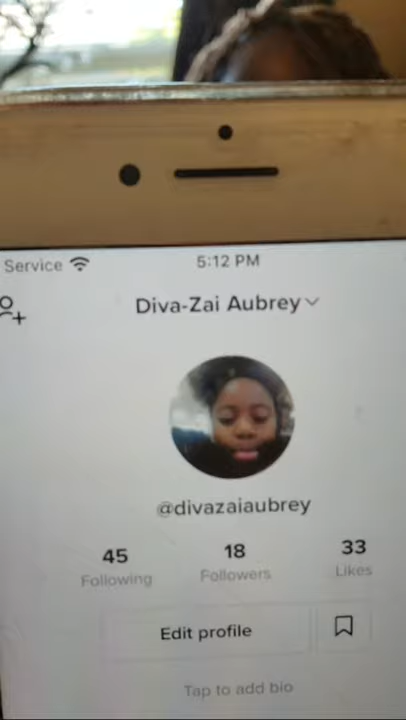 Service 5:12 PM
Diva-Zai Aubrey
@divazaiaubrey
45 18 33
Following Followers Likes
Edit profile
Tap to add bio